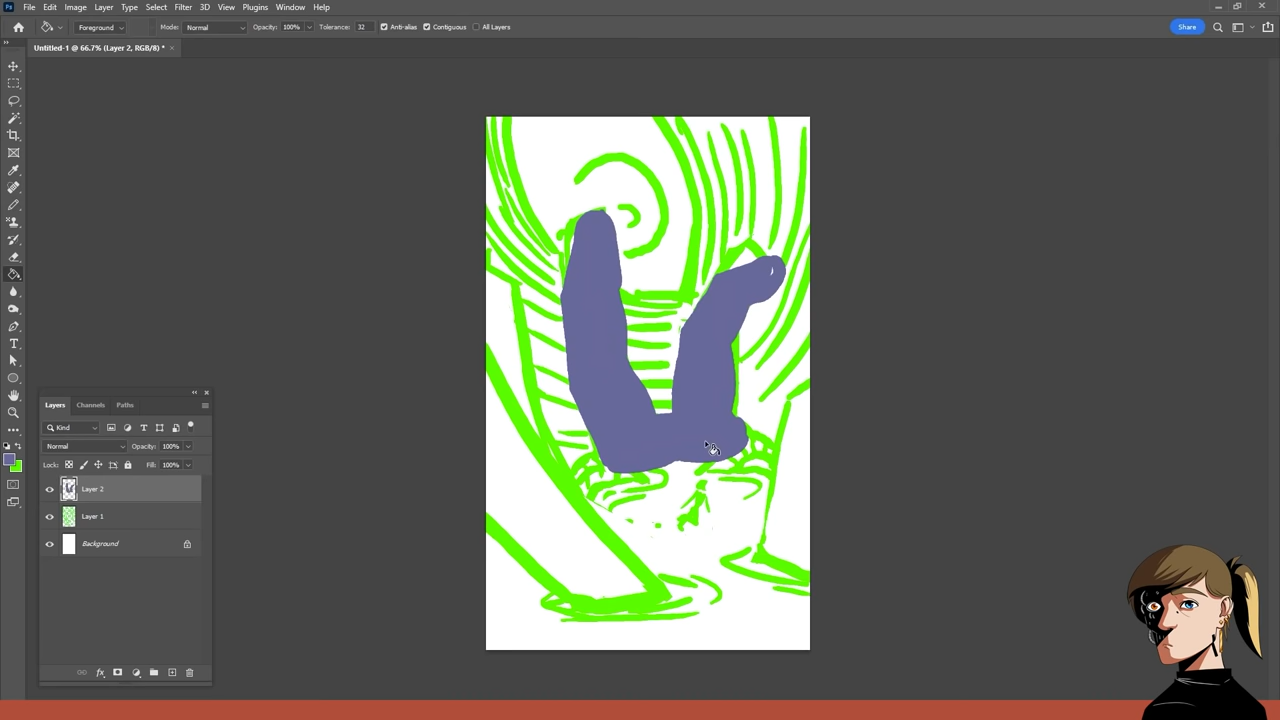 Ps File Edit Image Layer Type Select Filter 3D View Plugins Window Help
Foreground Mode: Normal Opacity: 100% Tolerance: 32 Anti-alias Contiguous All Layers Share
Untitled-1 @ 66.7% (Layer 2, RGB/8) *
Layers Channels Paths
Kind
Normal Opacity: 100%
Lock: Fill: 100%
Layer 2
Layer 1
Background